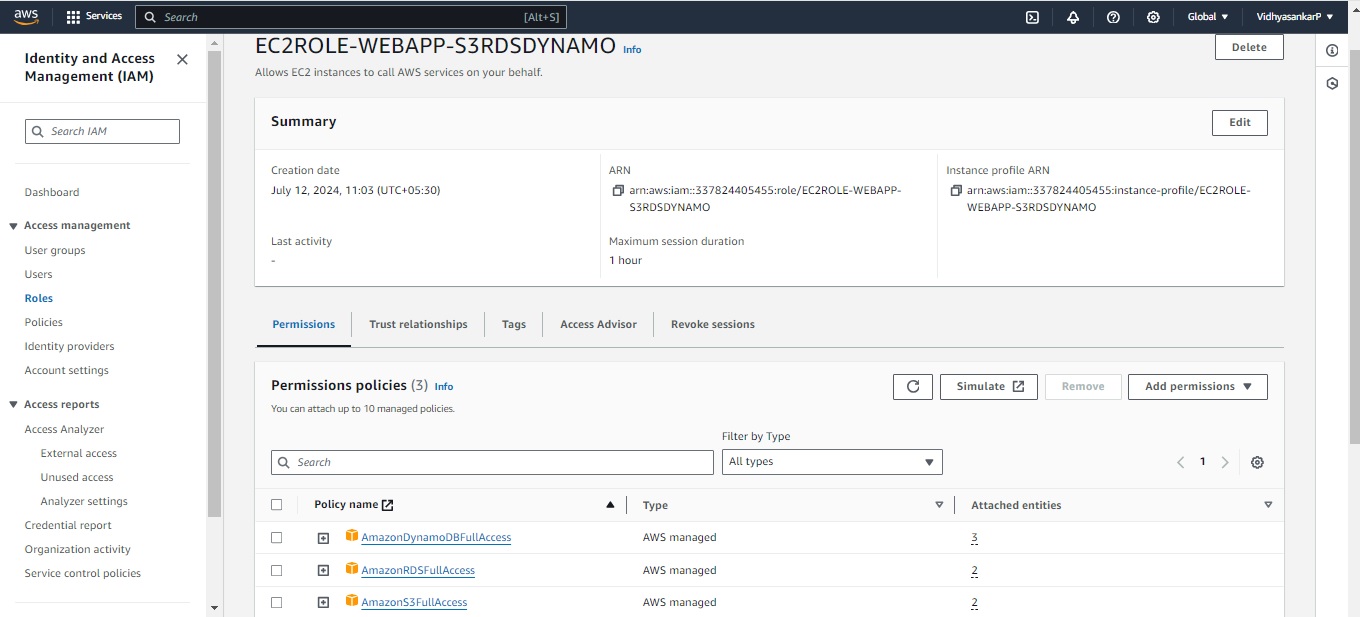 aws
Services
Search
[Alt+S]
Global
VidhyasankarP
Identity and Access
Management (IAM)
Search IAM
Dashboard
Access management
User groups
Users
Roles
Policies
Identity providers
Account settings
Access reports
Access Analyzer
External access
Unused access
Analyzer settings
Credential report
Organization activity
Service control policies
EC2ROLE-WEBAPP-S3RDSDYNAMO Info
Delete
Allows EC2 instances to call AWS services on your behalf.
Summary
Edit
Creation date
July 12, 2024, 11:03 (UTC+05:30)
ARN
arn:aws:iam::337824405455:role/EC2ROLE-WEBAPP-
S3RDSDYNAMO
Instance profile ARN
arn:aws:iam::337824405455:instance-profile/EC2ROLE-
WEBAPP-S3RDSDYNAMO
Last activity
-
Maximum session duration
1 hour
Permissions
Trust relationships
Tags
Access Advisor
Revoke sessions
Permissions policies (3) Info
You can attach up to 10 managed policies.
Simulate
Remove
Add permissions
Filter by Type
Search
All types
1
Policy name
Type
Attached entities
AmazonDynamoDBFullAccess
AWS managed
3
AmazonRDSFullAccess
AWS managed
2
AmazonS3FullAccess
AWS managed
2